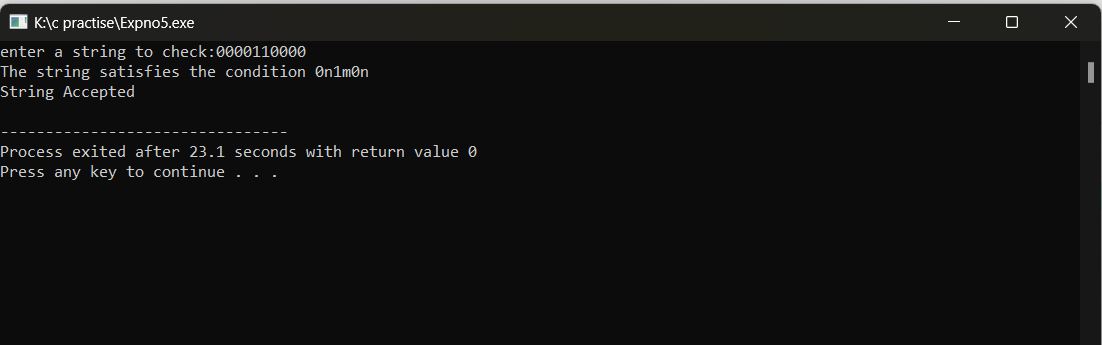 K:\c practise\Expno5.exe
enter a string to check:0000110000
The string satisfies the condition 0n1m0n
String Accepted
--------------------------------
Process exited after 23.1 seconds with return value 0
Press any key to continue . . .